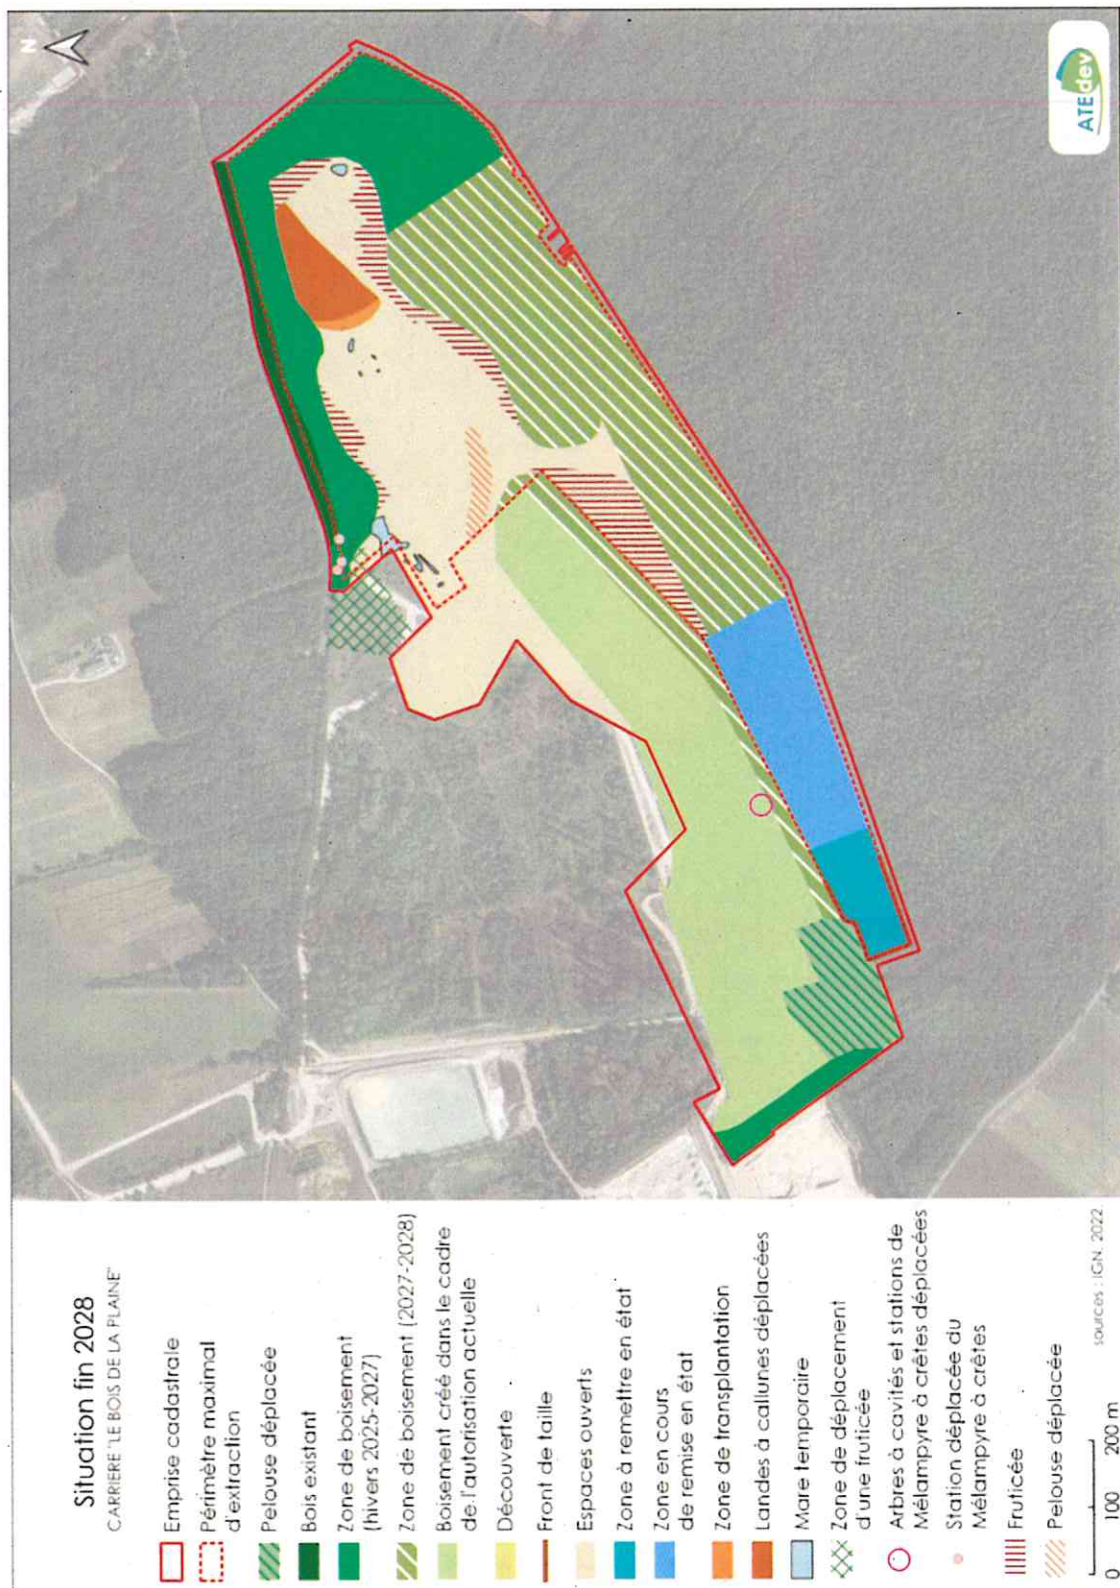 Situation fin 2028
CARRIERE "LE BOIS DE LA PLAINE"
Emprise cadastrale
Périmètre maximal
d'extraction
Pelouse déplacée
Bois existant
Zone de boisement
(hivers 2025-2027)
Zone de boisement (2027-2028)
Boisement créé dans le cadre
de l'autorisation actuelle
Découverte
Front de taille
Espaces ouverts
Zone à remettre en état
Zone en cours
de remise en état
Zone de transplantation
Landes à callunes déplacées
Mare temporaire
Zone de déplacement
d'une fruticée
Arbres à cavités et stations de
Mélampyre à crêtes déplacées
Station déplacée du
Mélampyre à crêtes
Fruticée
Pelouse déplacée
0 100 200 m
sources : IGN, 2022
N
ATEdev